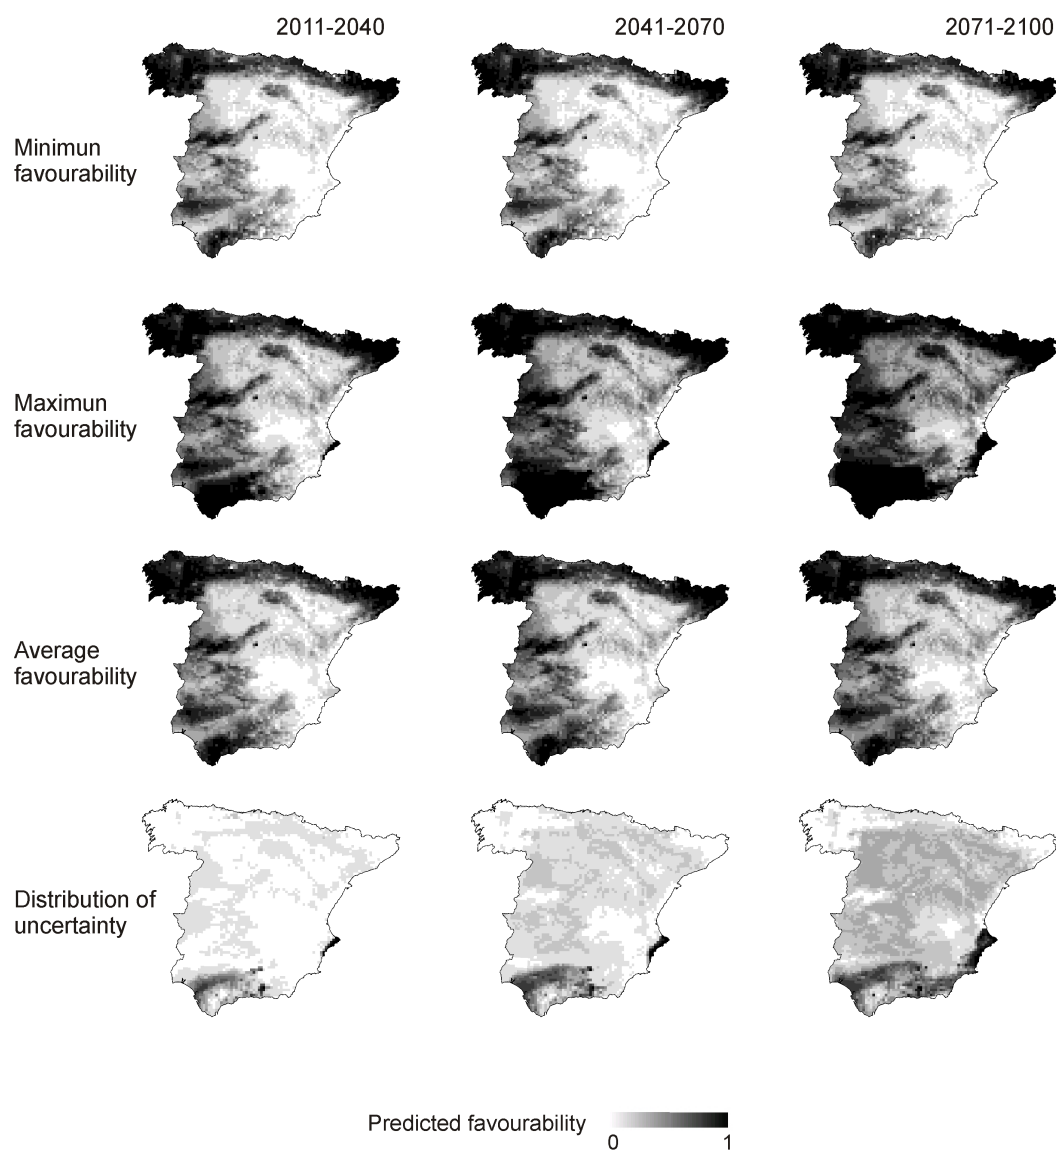 2011-2040
2041-2070
2071-2100
Minimun
favourability
Maximun
favourability
Average
favourability
Distribution of
uncertainty
Predicted favourability
0
1